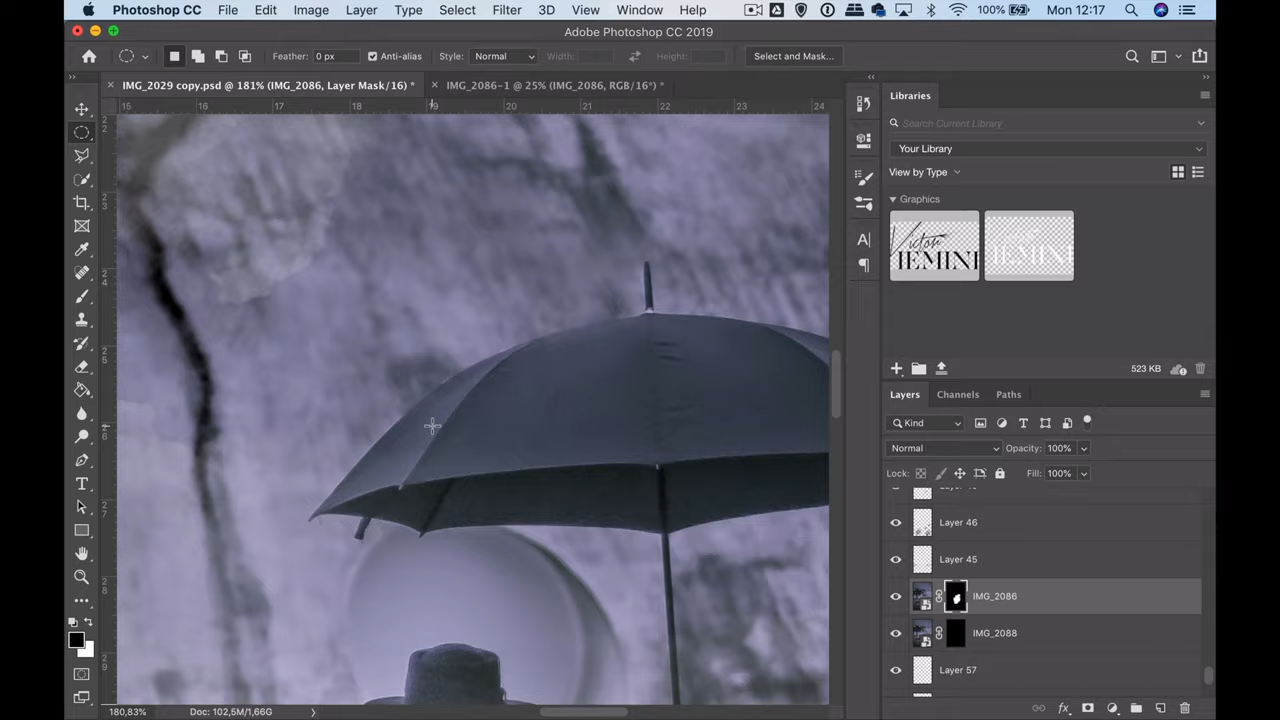 Photoshop CC File Edit Image Layer Type Select Filter 3D View Window Help 100% Mon 12:17
Adobe Photoshop CC 2019
Feather: 0 px Anti-alias Style: Normal Width: Height: Select and Mask...
IMG_2029 copy.psd @ 181% (IMG_2086, Layer Mask/16) * IMG_2086-1 @ 25% (IMG_2086, RGB/16*) *
15 16 17 18 19 20 21 22 23 24
Libraries
Search Current Library
Your Library
View by Type
Graphics
Victor
IEMINI IEMINI
523 KB
Layers Channels Paths
Kind
Normal Opacity: 100%
Lock: Fill: 100%
Layer 46
Layer 45
IMG_2086
IMG_2088
Layer 57
180,83% Doc: 102,5M/1,66G